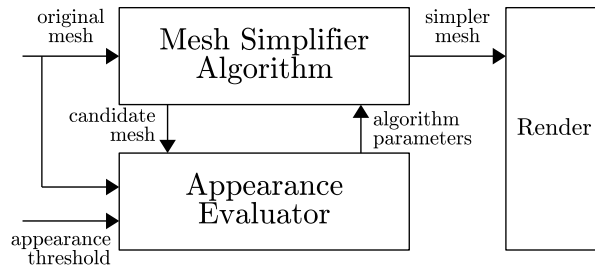 original
mesh
Mesh Simplifier
Algorithm
simpler
mesh
candidate
mesh
algorithm
parameters
Render
Appearance
Evaluator
appearance
threshold